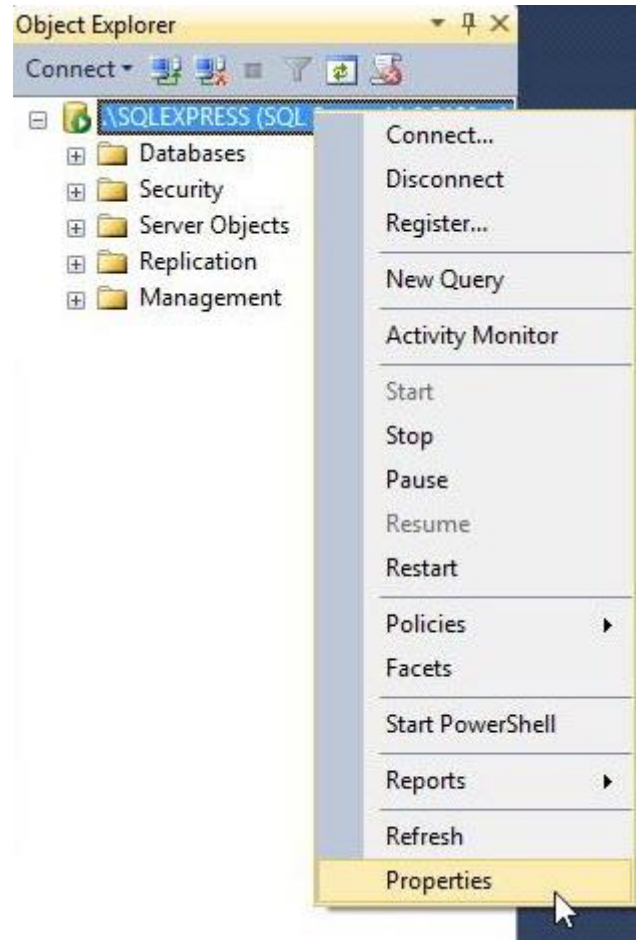 Object Explorer
Connect
.\SQLEXPRESS (SQL
Databases
Security
Server Objects
Replication
Management
Connect...
Disconnect
Register...
New Query
Activity Monitor
Start
Stop
Pause
Resume
Restart
Policies
Facets
Start PowerShell
Reports
Refresh
Properties